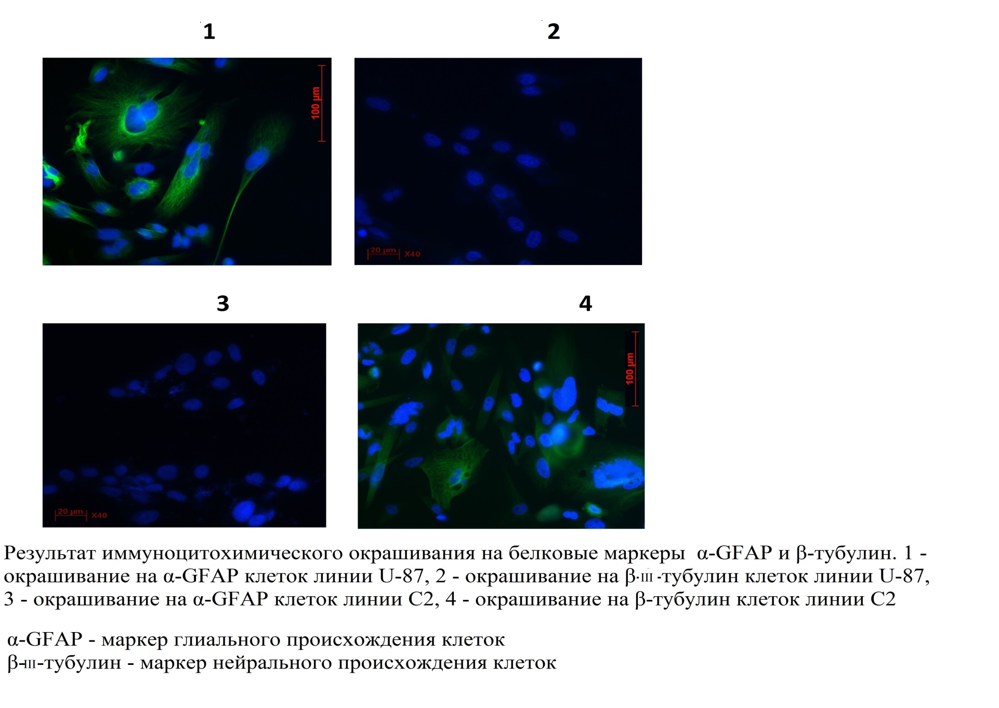 1
2
100 µm
20 µm X40
3
4
100 µm
20 µm X40
Результат иммуноцитохимического окрашивания на белковые маркеры α-GFAP и β-тубулин. 1 -
окрашивание на α-GFAP клеток линии U-87, 2 - окрашивание на β-III-тубулин клеток линии U-87,
3 - окрашивание на α-GFAP клеток линии С2, 4 - окрашивание на β-тубулин клеток линии С2
α-GFAP - маркер глиального происхождения клеток
β-III-тубулин - маркер нейрального происхождения клеток